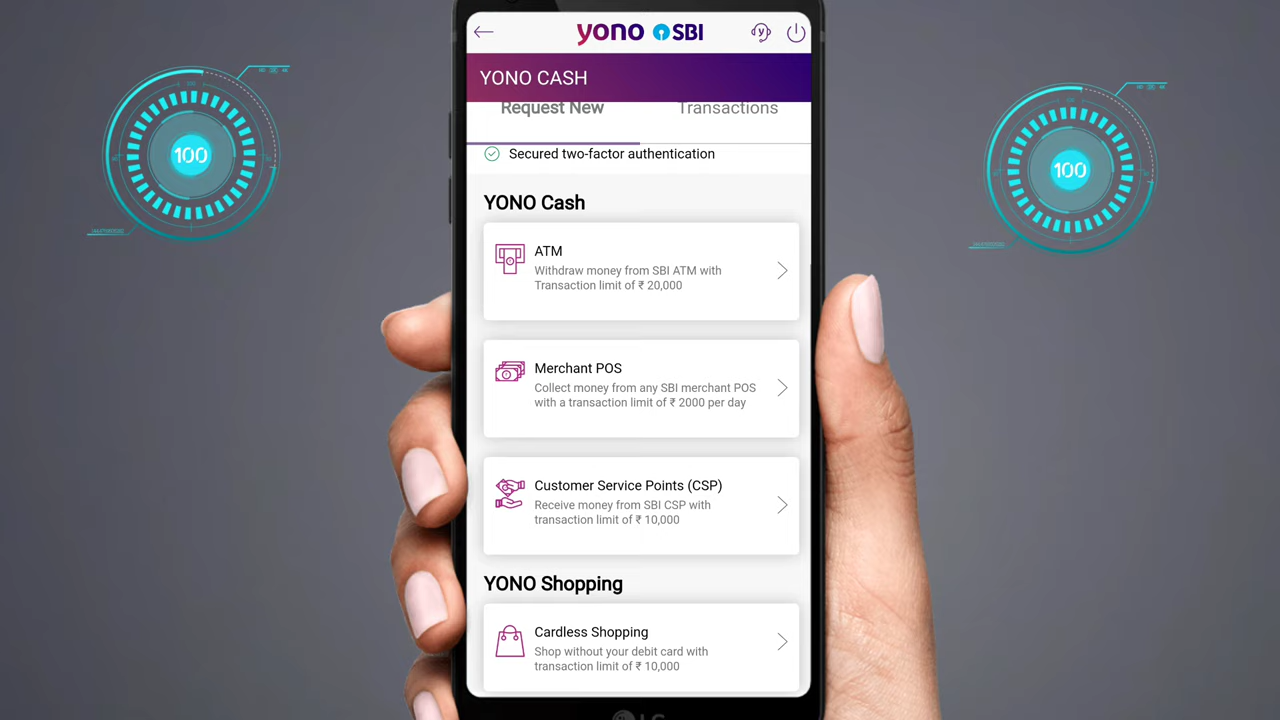 yono SBI
YONO CASH
Request New
Transactions
Secured two-factor authentication
YONO Cash
ATM
Withdraw money from SBI ATM with
Transaction limit of ₹ 20,000
Merchant POS
Collect money from any SBI merchant POS
with a transaction limit of ₹ 2000 per day
Customer Service Points (CSP)
Receive money from SBI CSP with
transaction limit of ₹ 10,000
YONO Shopping
Cardless Shopping
Shop without your debit card with
transaction limit of ₹ 10,000
100
100
LG